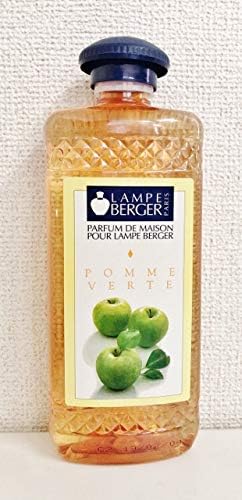 LAMPE
BERGER
PARIS
PARFUM DE MAISON
POUR LAMPE BERGER
POMME
VERTE